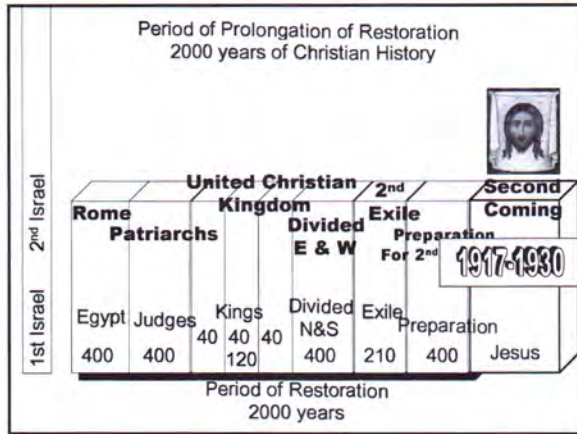 Period of Prolongation of Restoration
2000 years of Christian History
2nd Israel
1st Israel
United Christian
Kingdom
2nd
Exile
Second
Coming
Rome
Patriarchs
Divided
E & W
Preparation
For 2nd
1917-1930
Egypt
400
Judges
400
Kings
40 40 40
120
Divided
N&S
400
Exile
210
Preparation
400
Jesus
Period of Restoration
2000 years